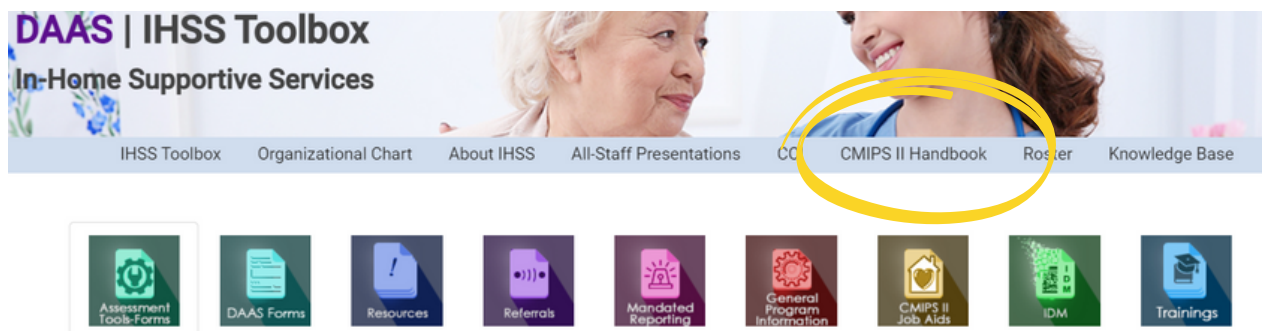 DAAS | IHSS Toolbox
In-Home Supportive Services
IHSS Toolbox Organizational Chart About IHSS All-Staff Presentations CMIPS II Handbook Roster Knowledge Base
Assessment Tools-Forms
DAAS Forms
Resources
Referrals
Mandated Reporting
General Program Information
CMIPS II Job Aids
IDM
IDM
Trainings